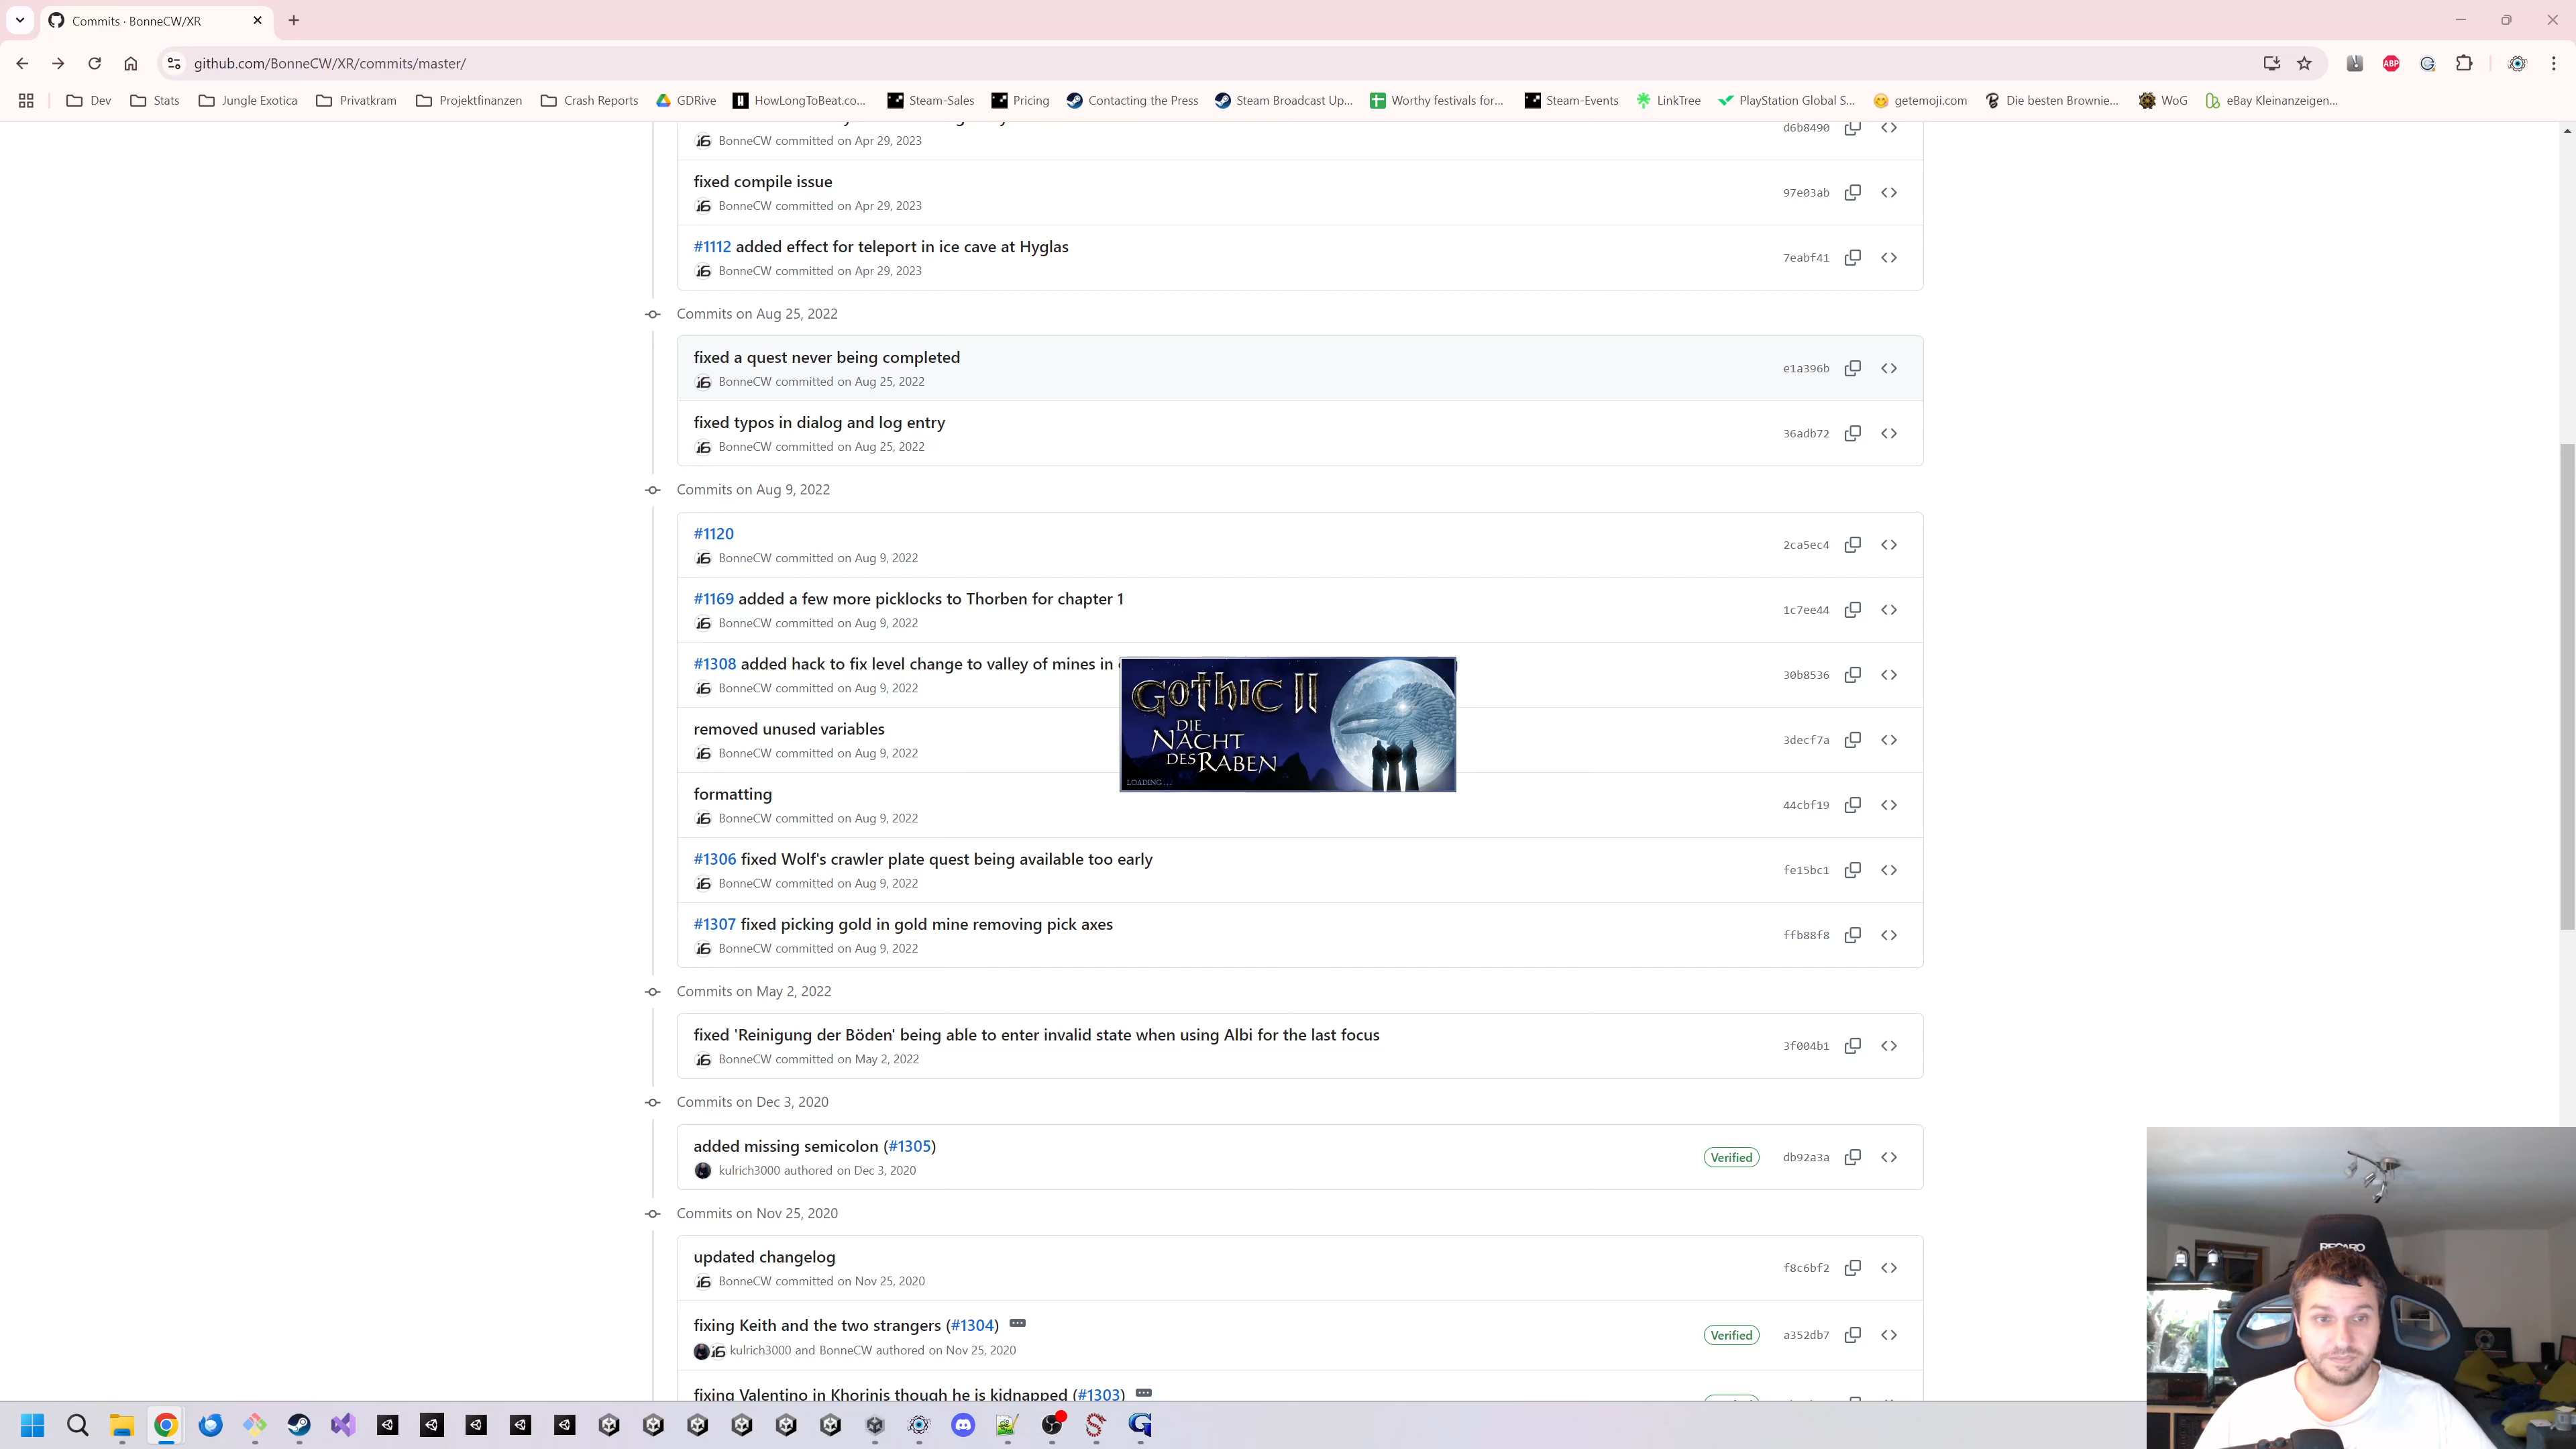 Commits · BonneCW/XR
github.com/BonneCW/XR/commits/master/
ABP
Dev
Stats
Jungle Exotica
Privatkram
Projektfinanzen
Crash Reports
GDRive
HowLongToBeat.co...
Steam-Sales
Pricing
Contacting the Press
Steam Broadcast Up...
Worthy festivals for...
Steam-Events
LinkTree
PlayStation Global S...
getemoji.com
Die besten Brownie...
WoG
eBay Kleinanzeigen...
d6b8490
BonneCW committed on Apr 29, 2023
fixed compile issue
97e03ab
BonneCW committed on Apr 29, 2023
#1112 added effect for teleport in ice cave at Hyglas
7eabf41
BonneCW committed on Apr 29, 2023
Commits on Aug 25, 2022
fixed a quest never being completed
e1a396b
BonneCW committed on Aug 25, 2022
fixed typos in dialog and log entry
36adb72
BonneCW committed on Aug 25, 2022
Commits on Aug 9, 2022
#1120
2ca5ec4
BonneCW committed on Aug 9, 2022
#1169 added a few more picklocks to Thorben for chapter 1
1c7ee44
BonneCW committed on Aug 9, 2022
#1308 added hack to fix level change to valley of mines in
30b8536
BonneCW committed on Aug 9, 2022
removed unused variables
3decf7a
BonneCW committed on Aug 9, 2022
GOTHIC II
DIE
NACHT
DES RABEN
LOADING...
formatting
44cbf19
BonneCW committed on Aug 9, 2022
#1306 fixed Wolf's crawler plate quest being available too early
fe15bc1
BonneCW committed on Aug 9, 2022
#1307 fixed picking gold in gold mine removing pick axes
ffb88f8
BonneCW committed on Aug 9, 2022
Commits on May 2, 2022
fixed 'Reinigung der Böden' being able to enter invalid state when using Albi for the last focus
3f004b1
BonneCW committed on May 2, 2022
Commits on Dec 3, 2020
added missing semicolon (#1305)
Verified
db92a3a
kulrich3000 authored on Dec 3, 2020
Commits on Nov 25, 2020
updated changelog
f8c6bf2
BonneCW committed on Nov 25, 2020
fixing Keith and the two strangers (#1304)
Verified
a352db7
kulrich3000 and BonneCW authored on Nov 25, 2020
fixing Valentino in Khorinis though he is kidnapped (#1303)
RECARO